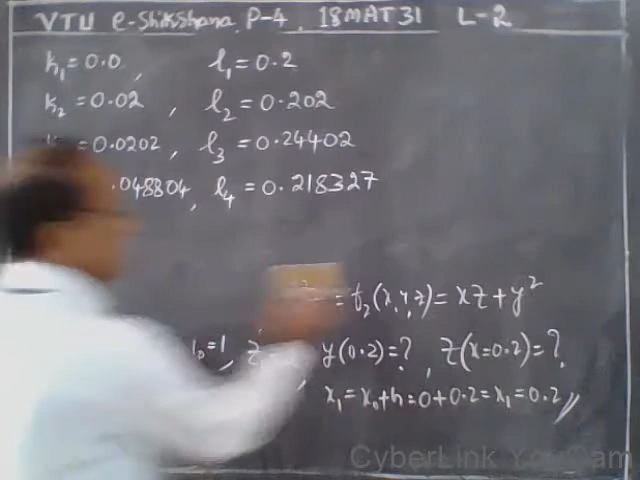 VTU e-Shikshana, P-4, 18MAT31 L-2
k₁ = 0.0, l₁ = 0.2
k₂ = 0.02, l₂ = 0.202
= 0.0202, l₃ = 0.24402
.048804, l₄ = 0.218327
= f₂(x,y,z) = xz + y²
y(0.2) = ?, z(x=0.2) = ?
x₁ = x₀ + h = 0 + 0.2 = x₁ = 0.2 //
CyberLink YouCam